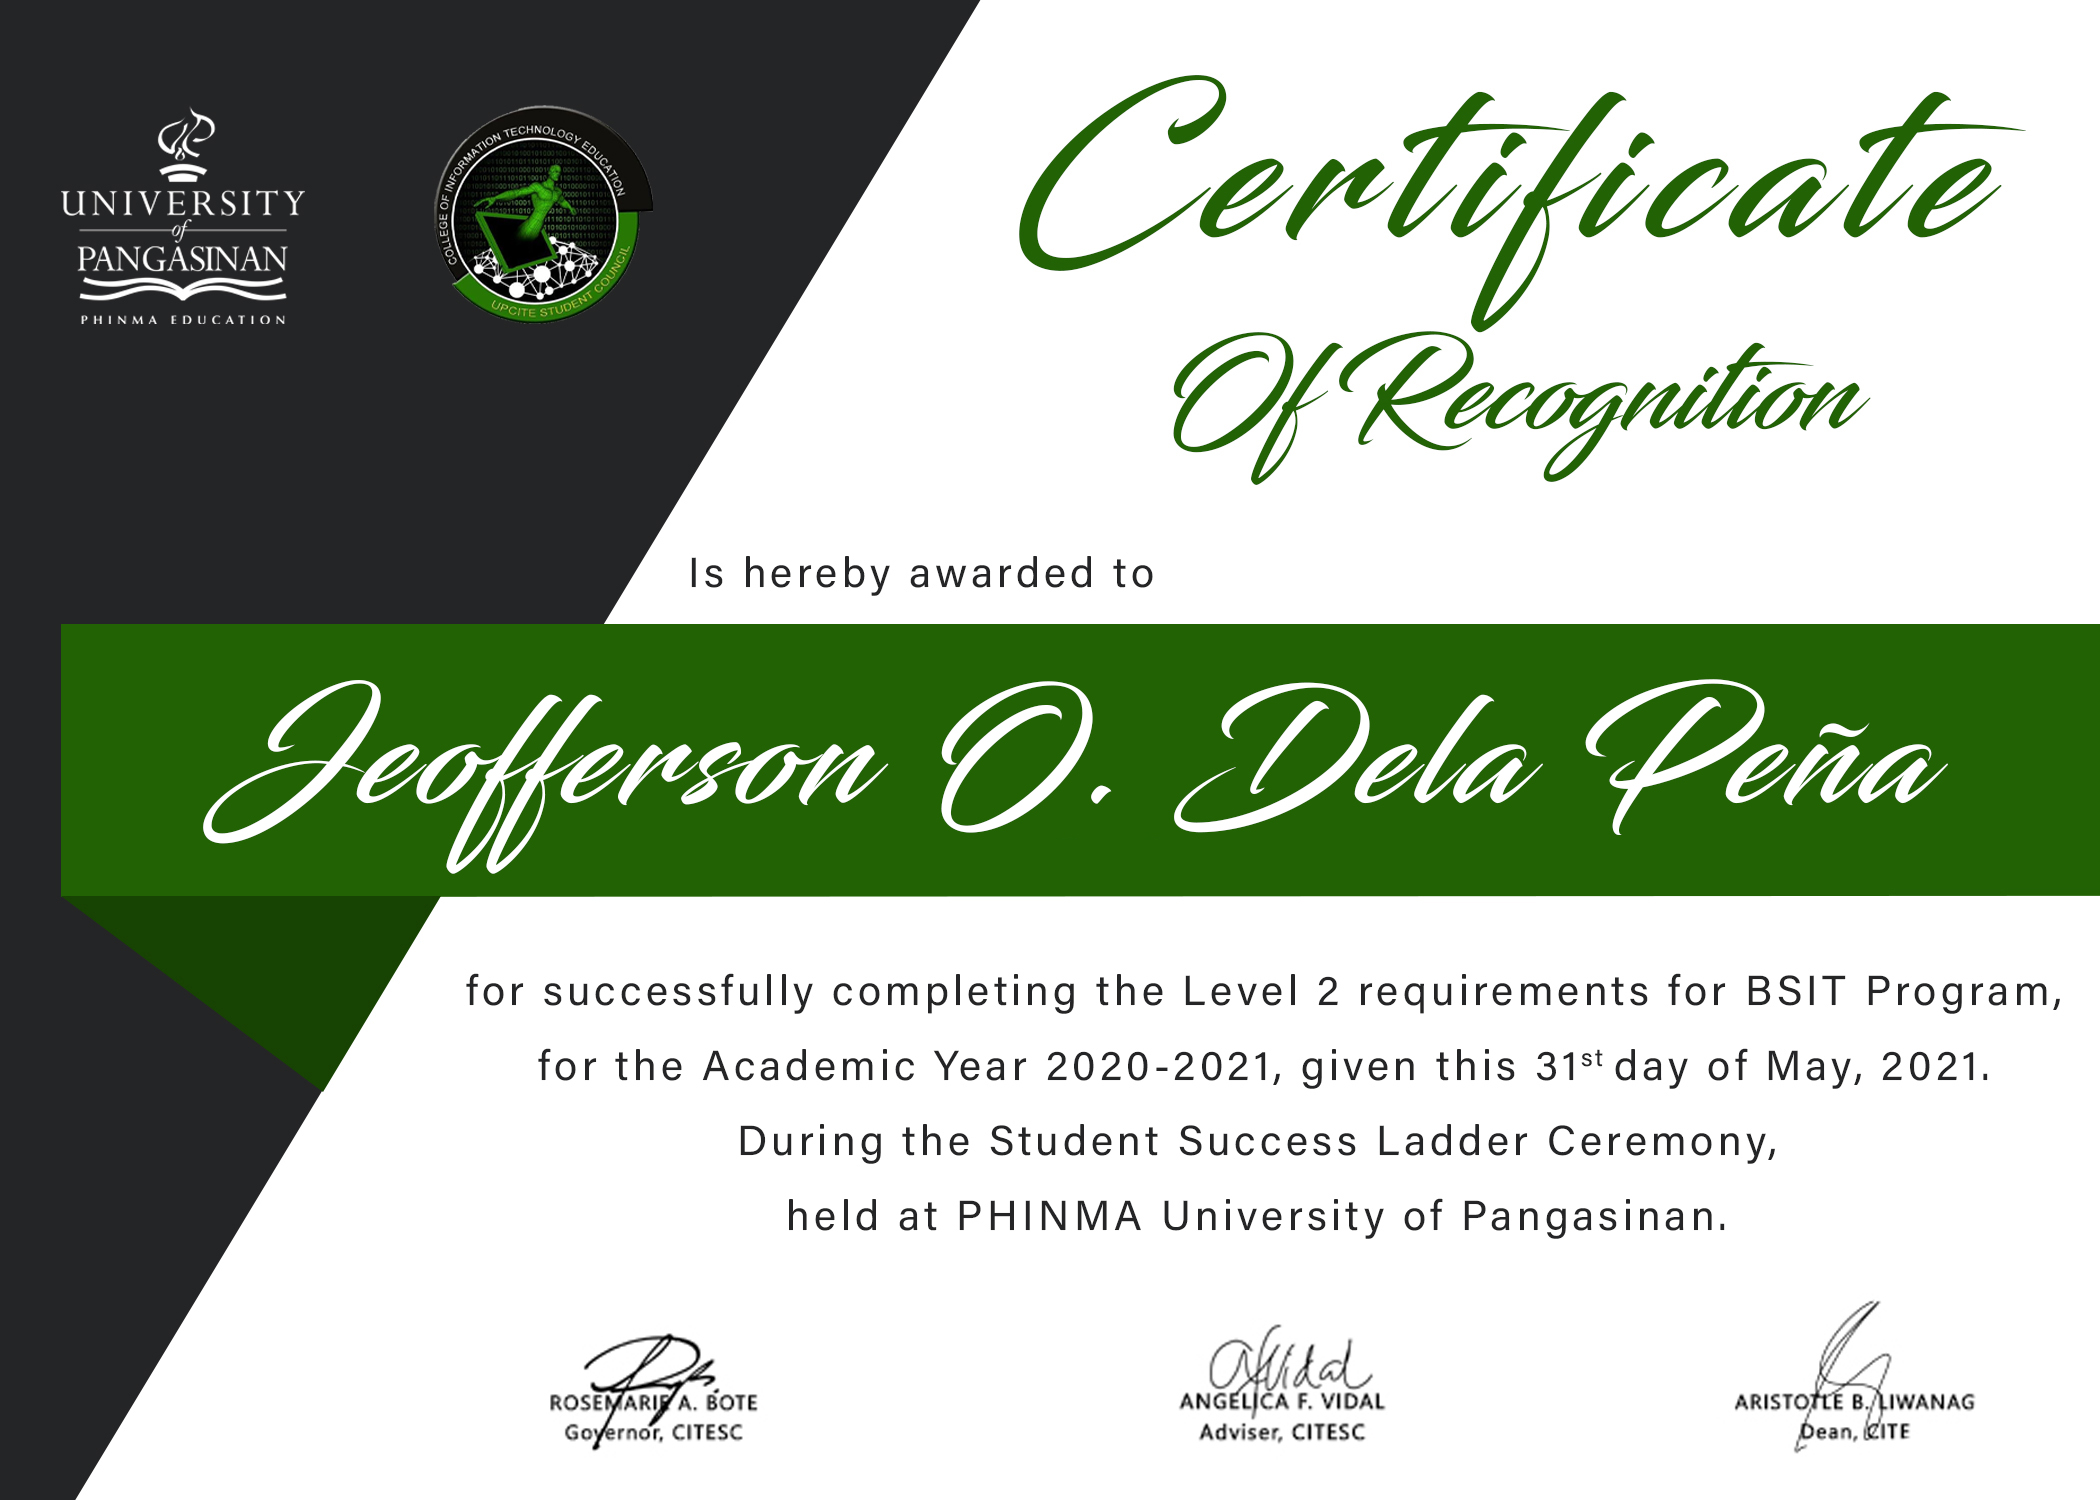 UNIVERSITY
of
PANGASINAN
PHINMA EDUCATION
COLLEGE OF INFORMATION TECHNOLOGY EDUCATION
UPCITE STUDENT COUNCIL
Certificate
Of Recognition
Is hereby awarded to
Jeofferson O. Dela Peña
for successfully completing the Level 2 requirements for BSIT Program,
for the Academic Year 2020-2021, given this 31st day of May, 2021.
During the Student Success Ladder Ceremony,
held at PHINMA University of Pangasinan.
ROSEMARIE A. BOTE
Governor, CITESC
AFVidal
ANGELICA F. VIDAL
Adviser, CITESC
ARISTOTLE B. LIWANAG
Dean, CITE